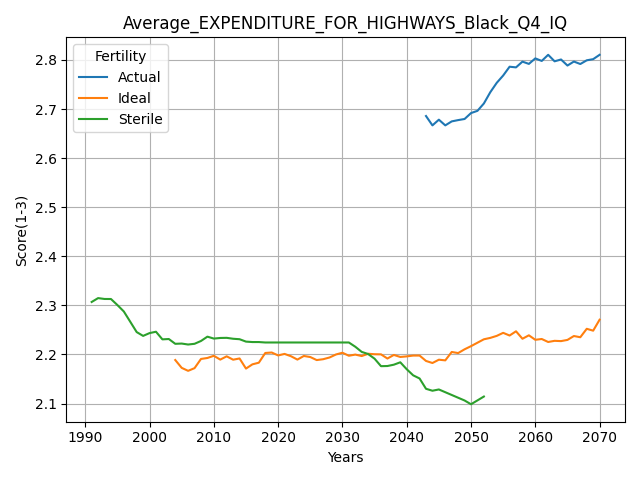 Average_EXPENDITURE_FOR_HIGHWAYS_Black_Q4_IQ
Fertility
Actual
Ideal
Sterile
Score(1-3)
2.8
2.7
2.6
2.5
2.4
2.3
2.2
2.1
1990 2000 2010 2020 2030 2040 2050 2060 2070
Years